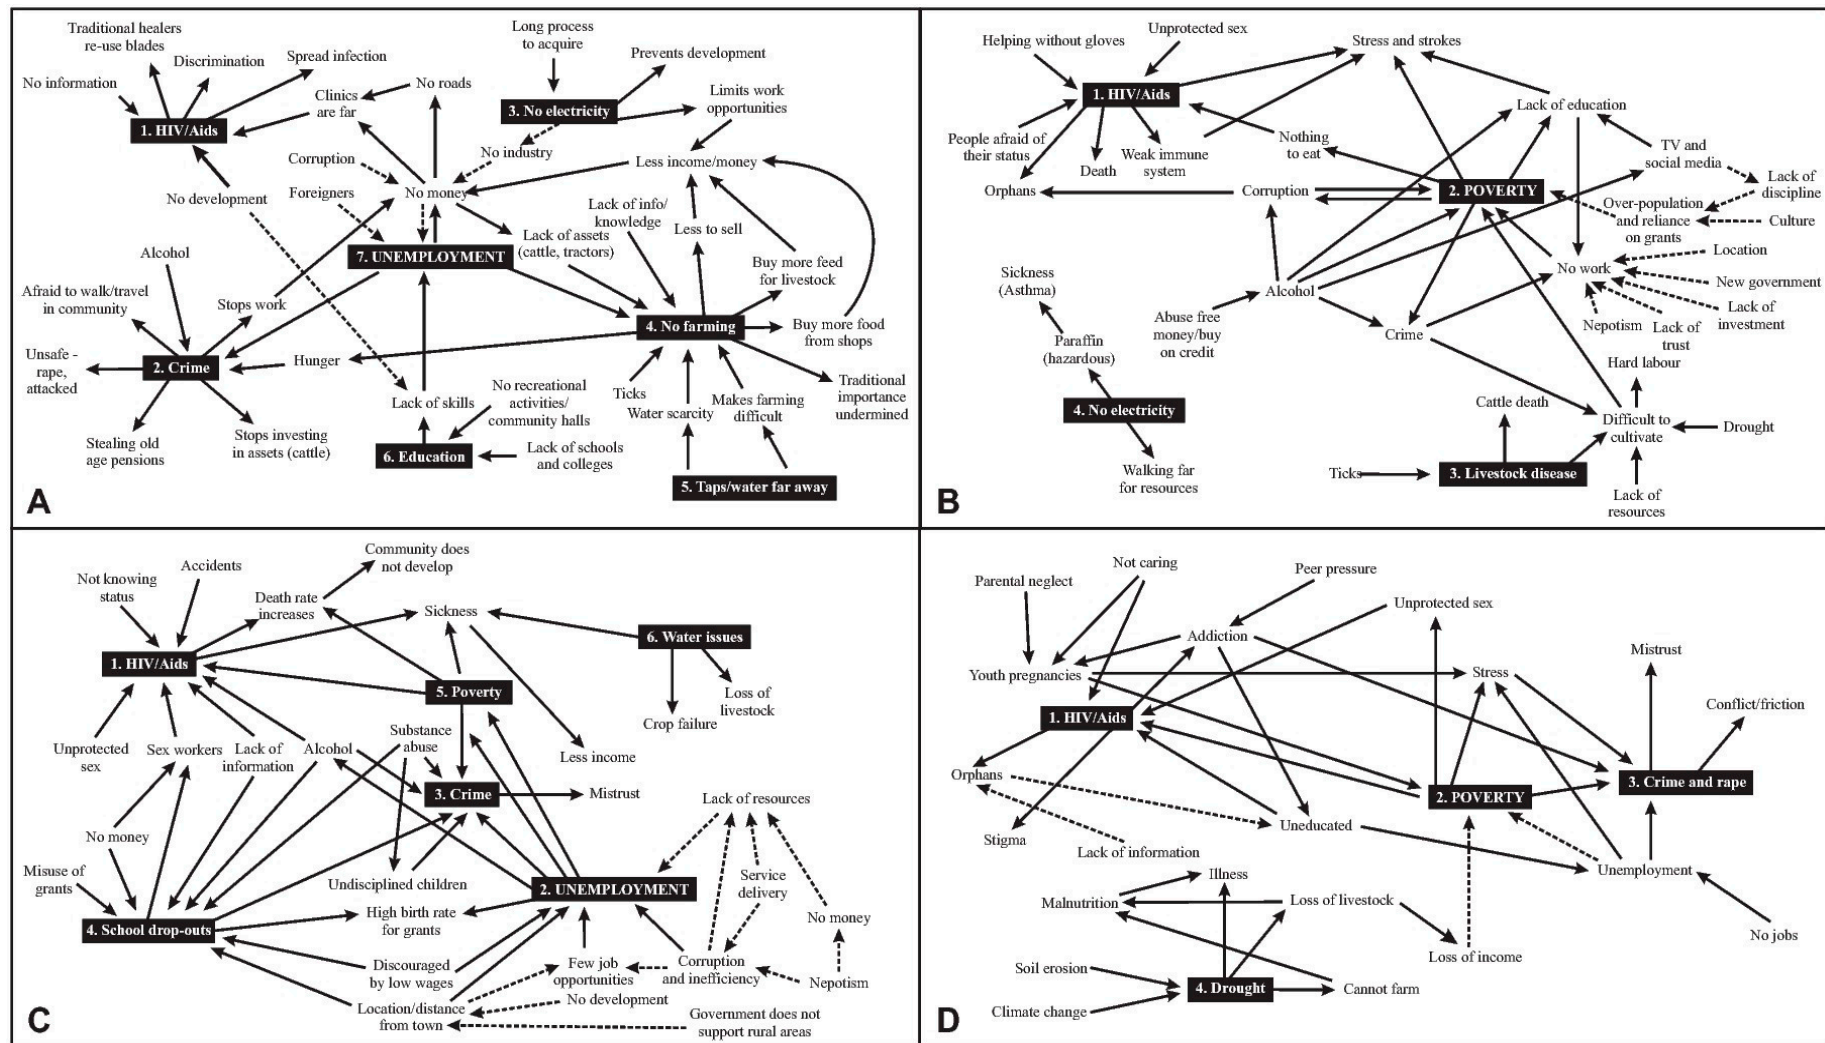 Traditional healers
re-use blades
Discrimination
Spread infection
No information
1. HIV/Aids
Clinics
are far
No roads
Long process
to acquire
Prevents development
3. No electricity
Limits work
opportunities
No industry
Less income/money
Corruption
Foreigners
No money
No development
Lack of info/
knowledge
Less to sell
Lack of assets
(cattle, tractors)
7. UNEMPLOYMENT
Buy more feed
for livestock
Alcohol
Afraid to walk/travel
in community
Stops work
4. No farming
Buy more food
from shops
Unsafe -
rape,
attacked
2. Crime
Hunger
Ticks
Water scarcity
Makes farming
difficult
Traditional
importance
undermined
Lack of skills
No recreational
activities/
community halls
Stealing old
age pensions
Stops investing
in assets (cattle)
6. Education
Lack of schools
and colleges
5. Taps/water far away
A
Helping without gloves
Unprotected sex
Stress and strokes
1. HIV/Aids
Lack of education
People afraid of
their status
Death
Weak immune
system
Nothing
to eat
TV and
social media
Orphans
Corruption
2. POVERTY
Lack of
discipline
Over-population
and reliance
on grants
Culture
Location
No work
New government
Lack of
investment
Nepotism
Lack of
trust
Sickness
(Asthma)
Alcohol
Abuse free
money/buy
on credit
Crime
Paraffin
(hazardous)
Hard labour
4. No electricity
Cattle death
Difficult to
cultivate
Drought
Walking far
for resources
Ticks
3. Livestock disease
Lack of
resources
B
Community does
not develop
Accidents
Not knowing
status
Death rate
increases
Sickness
6. Water issues
1. HIV/Aids
5. Poverty
Loss of
livestock
Crop failure
Unprotected
sex
Sex workers
Lack of
information
Alcohol
Substance
abuse
Less income
3. Crime
Mistrust
Lack of resources
No money
Misuse of
grants
Undisciplined children
2. UNEMPLOYMENT
Service
delivery
High birth rate
for grants
No money
4. School drop-outs
Discouraged
by low wages
Few job
opportunities
Corruption
and inefficiency
Nepotism
Location/distance
from town
No development
Government does not
support rural areas
C
Parental neglect
Not caring
Peer pressure
Unprotected sex
Addiction
Mistrust
Youth pregnancies
Stress
1. HIV/Aids
Conflict/friction
Orphans
2. POVERTY
3. Crime and rape
Stigma
Uneducated
Lack of information
Unemployment
Illness
Malnutrition
Loss of livestock
No jobs
Loss of income
Soil erosion
4. Drought
Cannot farm
Climate change
D